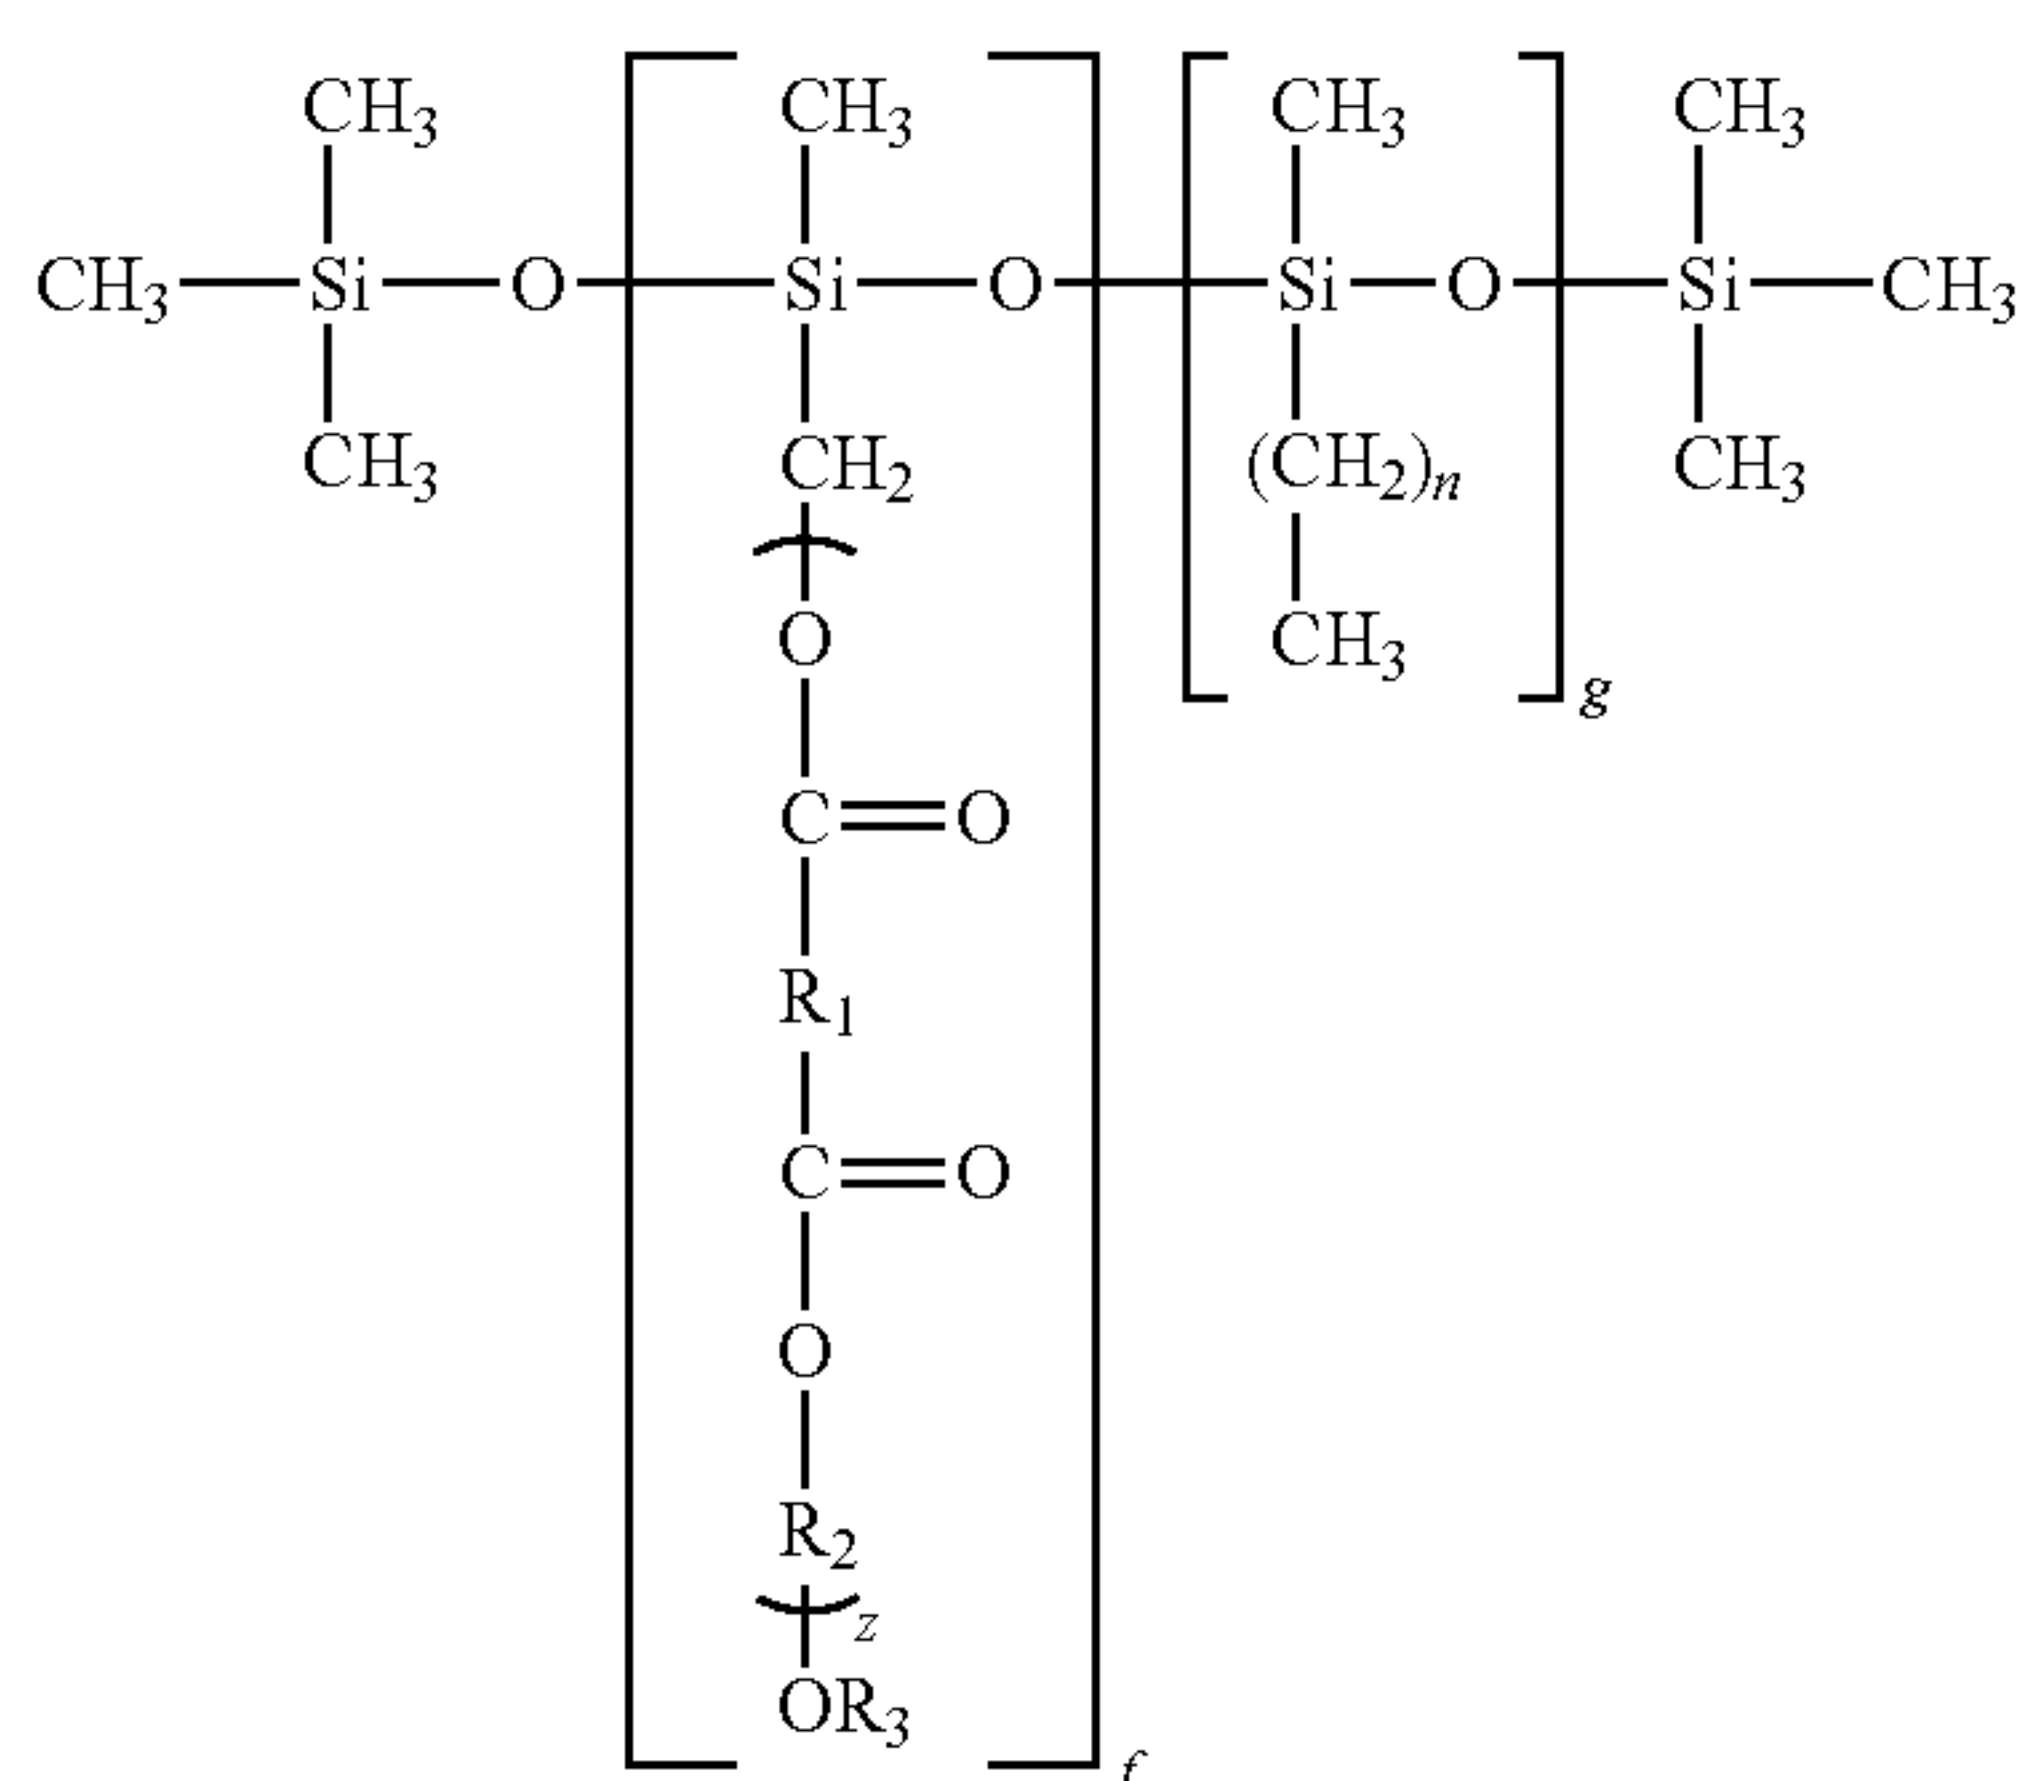 CH3 CH3 CH3 CH3
CH3 Si O Si O Si O Si CH3
CH3 CH2 (CH2)n CH3
O CH3
g
C O
R1
C O
O
R2
z
OR3
f